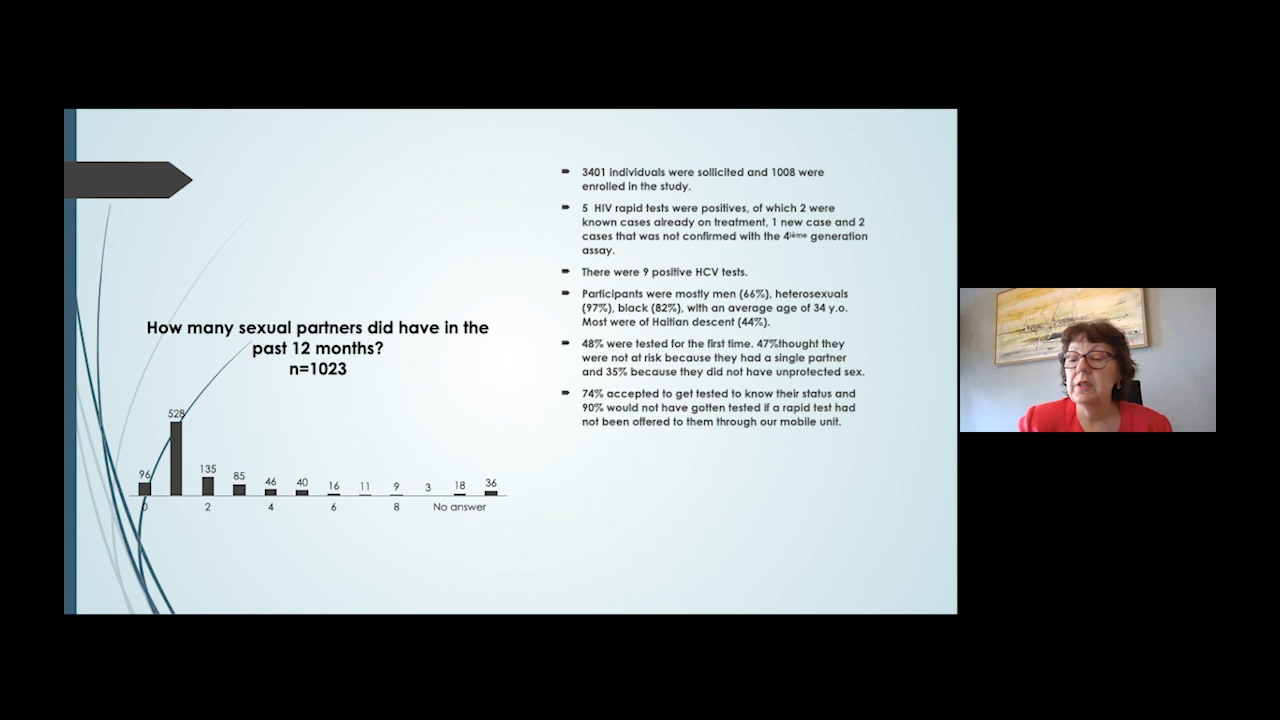 How many sexual partners did have in the
past 12 months?
n=1023
96 528 135 85 46 40 16 11 9 3 18 36
0 2 4 6 8 No answer
3401 individuals were sollicited and 1008 were
enrolled in the study.
5 HIV rapid tests were positives, of which 2 were
known cases already on treatment, 1 new case and 2
cases that was not confirmed with the 4ième generation
assay.
There were 9 positive HCV tests.
Participants were mostly men (66%), heterosexuals
(97%), black (82%), with an average age of 34 y.o.
Most were of Haitian descent (44%).
48% were tested for the first time. 47%thought they
were not at risk because they had a single partner
and 35% because they did not have unprotected sex.
74% accepted to get tested to know their status and
90% would not have gotten tested if a rapid test had
not been offered to them through our mobile unit.